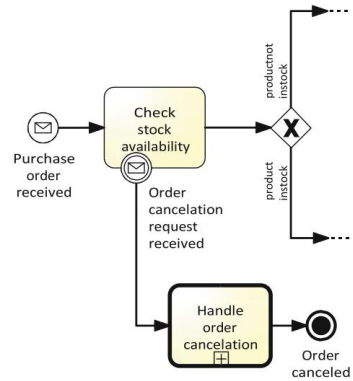 Purchase
order
received
Check
stock
availability
Order
cancelation
request
received
productnot
instock
X
product
instock
Handle
order
cancelation
Order
canceled